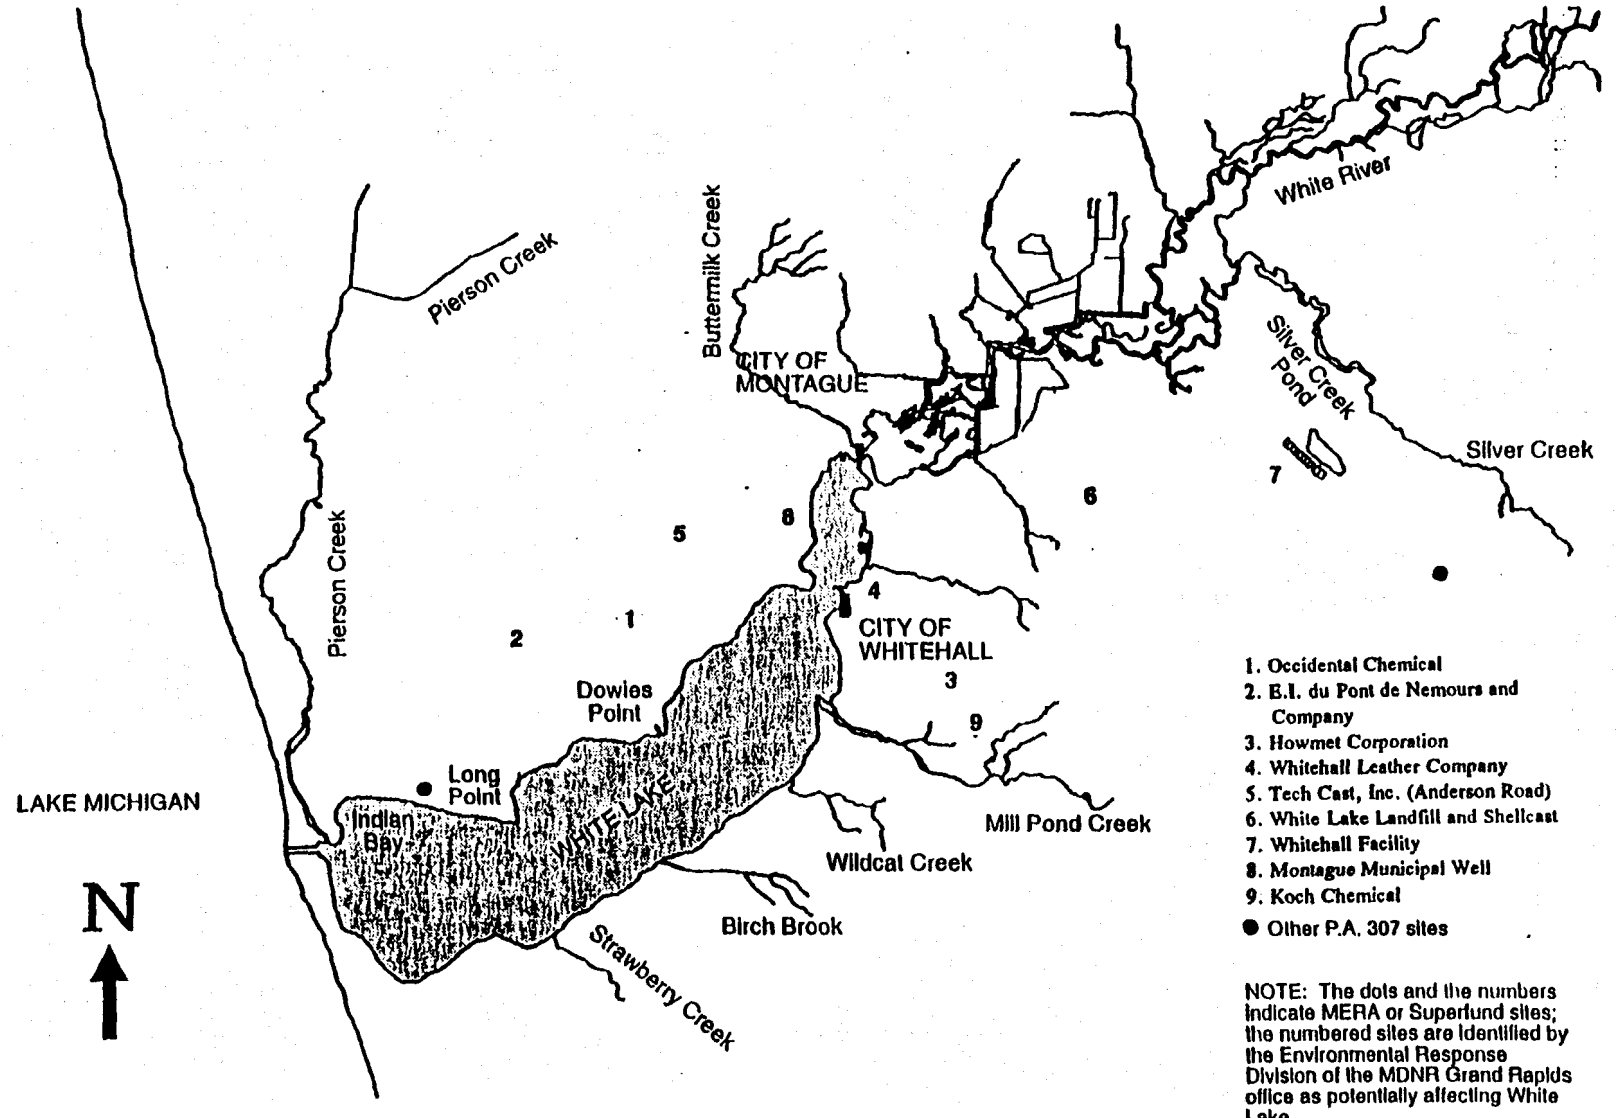 White River
Buttermilk Creek
Pierson Creek
CITY OF
MONTAGUE
Silver Creek
Pond
Silver Creek
7
6
8
5
Pierson Creek
4
1
2
CITY OF
WHITEHALL
3
9
Dowies
Point
Long
Point
LAKE MICHIGAN
Indian
Bay
WHITE LAKE
Mill Pond Creek
Wildcat Creek
Birch Brook
Strawberry Creek
N
1. Occidental Chemical
2. E.I. du Pont de Nemours and
Company
3. Howmet Corporation
4. Whitehall Leather Company
5. Tech Cast, Inc. (Anderson Road)
6. White Lake Landfill and Shellcast
7. Whitehall Facility
8. Montague Municipal Well
9. Koch Chemical
● Other P.A. 307 sites
NOTE: The dots and the numbers
indicate MERA or Superfund sites;
the numbered sites are identified by
the Environmental Response
Division of the MDNR Grand Rapids
office as potentially affecting White
Lake